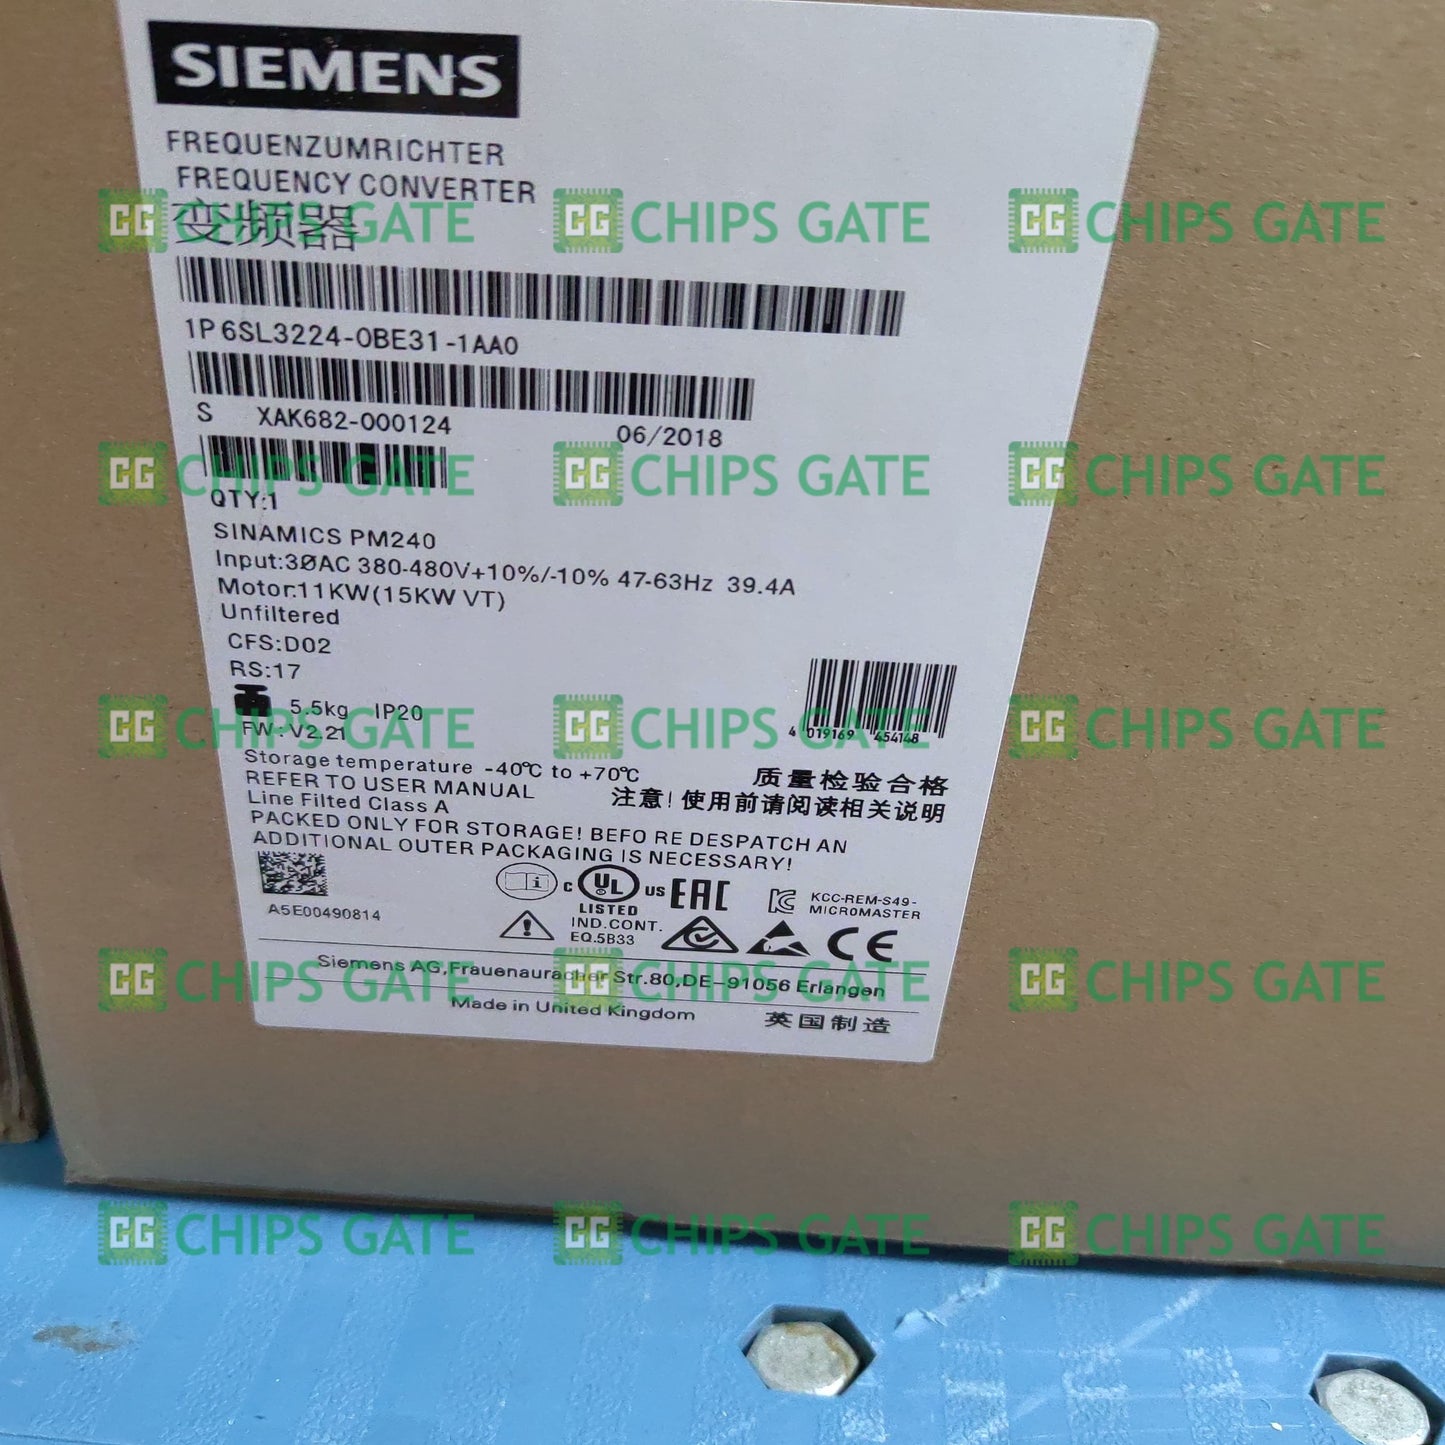 SIEMENS
FREQUENZUMRICHTER
FREQUENCY CONVERTER
变频器
1P 6SL3224-0BE31-1AA0
S XAK682-000124 06/2018
QTY:1
SINAMICS PM240
Input:3ØAC 380-480V+10%/-10% 47-63Hz 39.4A
Motor:11KW(15KW VT)
Unfiltered
CFS:D02
RS:17
5.5kg IP20
FW:V2.21
4 019169 454148
Storage temperature -40℃ to +70℃
质量检验合格
REFER TO USER MANUAL
注意! 使用前请阅读相关说明
Line Filted Class A
PACKED ONLY FOR STORAGE! BEFO RE DESPATCH AN
ADDITIONAL OUTER PACKAGING IS NECESSARY!
A5E00490814
C UL US
LISTED
IND.CONT.
EQ.5B33
EAC
KCC-REM-S49-
MICROMASTER
CE
Siemens AG,Frauenauracher Str.80,DE-91056 Erlangen
Made in United Kingdom 英国制造
CG CHIPS GATE CG CHIPS GATE CG CHIPS GATE
CG CHIPS GATE CG CHIPS GATE CG CHIPS GATE
CG CHIPS GATE CG CHIPS GATE CG CHIPS GATE
CG CHIPS GATE CG CHIPS GATE CG CHIPS GATE
CG CHIPS GATE CG CHIPS GATE CG CHIPS GATE